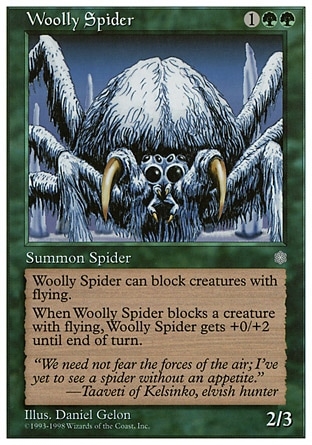 Woolly Spider 1
Summon Spider
Woolly Spider can block creatures with
flying.
When Woolly Spider blocks a creature
with flying, Woolly Spider gets +0/+2
until end of turn.
“We need not fear the forces of the air; I’ve
yet to see a spider without an appetite.”
—Taaveti of Kelsinko, elvish hunter
Illus. Daniel Gelon
©1993-1998 Wizards of the Coast, Inc. 2/3